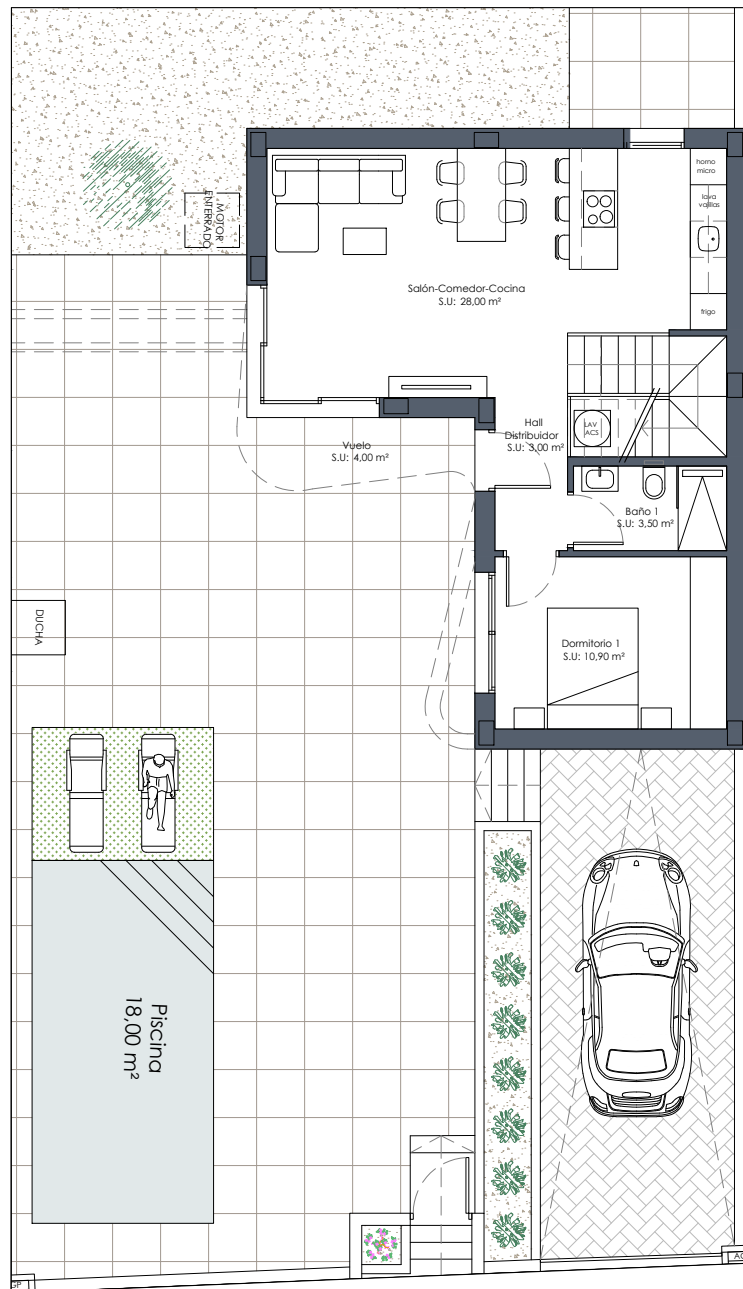 horno
micro
lava
vajillas
MOTOR
ENTERRADO
Salón-Comedor-Cocina
S.U: 28,00 m²
frigo
Hall
Distribuidor
S.U: 3,00 m²
LAV
ACS
Vuelo
S.U: 4,00 m²
Baño 1
S.U: 3,50 m²
DUCHA
Dormitorio 1
S.U: 10,90 m²
Piscina
18,00 m²
GP
AG